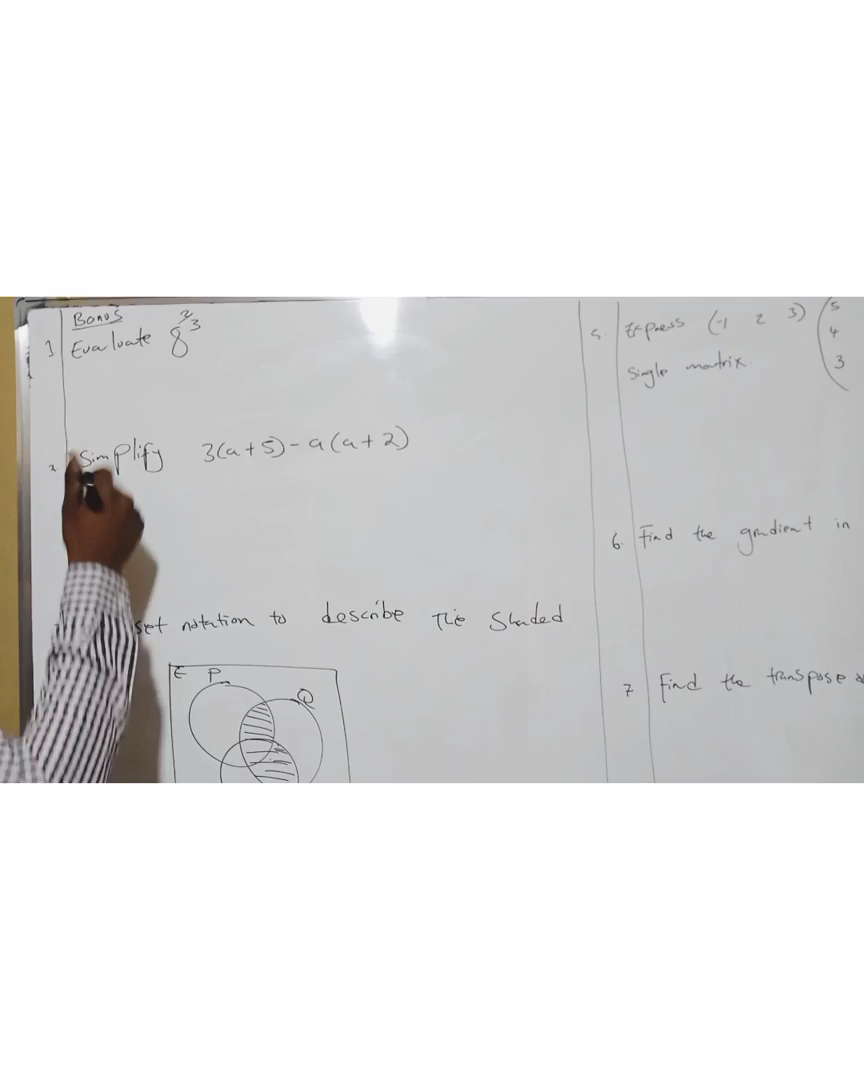 Bonus
1 Evaluate 8^2/3
2. Simplify 3(a+5)-a(a+2)
set notation to describe the shaded
E P
Q
5. Express (-1 2 3) (5
4
3
single matrix
6. Find the gradient in
7 Find the transpose